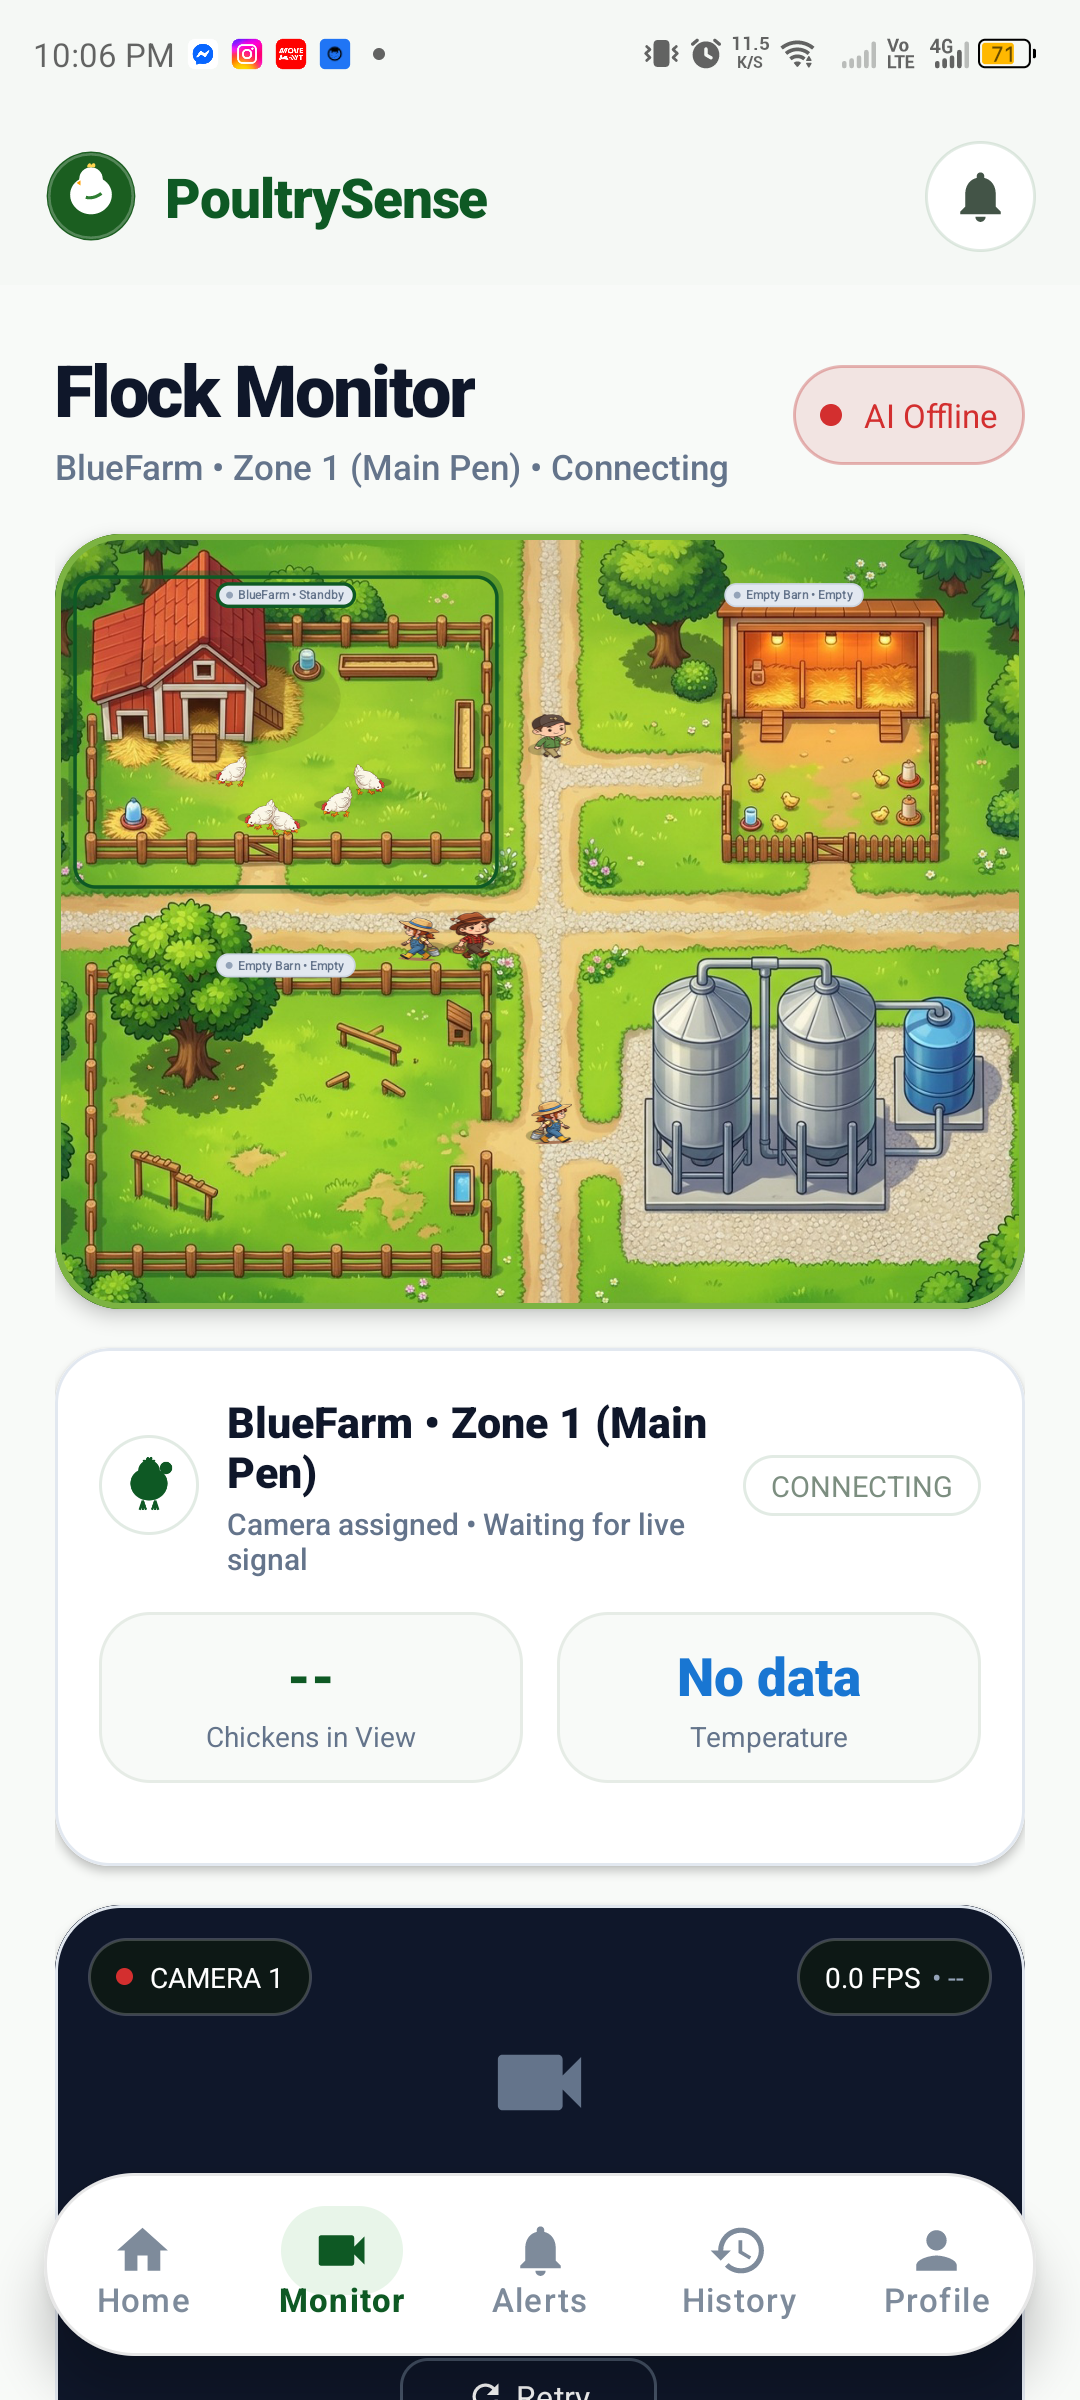 10:06 PM
11.5
K/S
Vo
LTE
4G
71
PoultrySense
Flock Monitor
AI Offline
BlueFarm • Zone 1 (Main Pen) • Connecting
BlueFarm • Standby
Empty Barn • Empty
Empty Barn • Empty
BlueFarm • Zone 1 (Main
Pen)
CONNECTING
Camera assigned • Waiting for live
signal
--
Chickens in View
No data
Temperature
CAMERA 1
0.0 FPS • --
Home
Monitor
Alerts
History
Profile
Retry